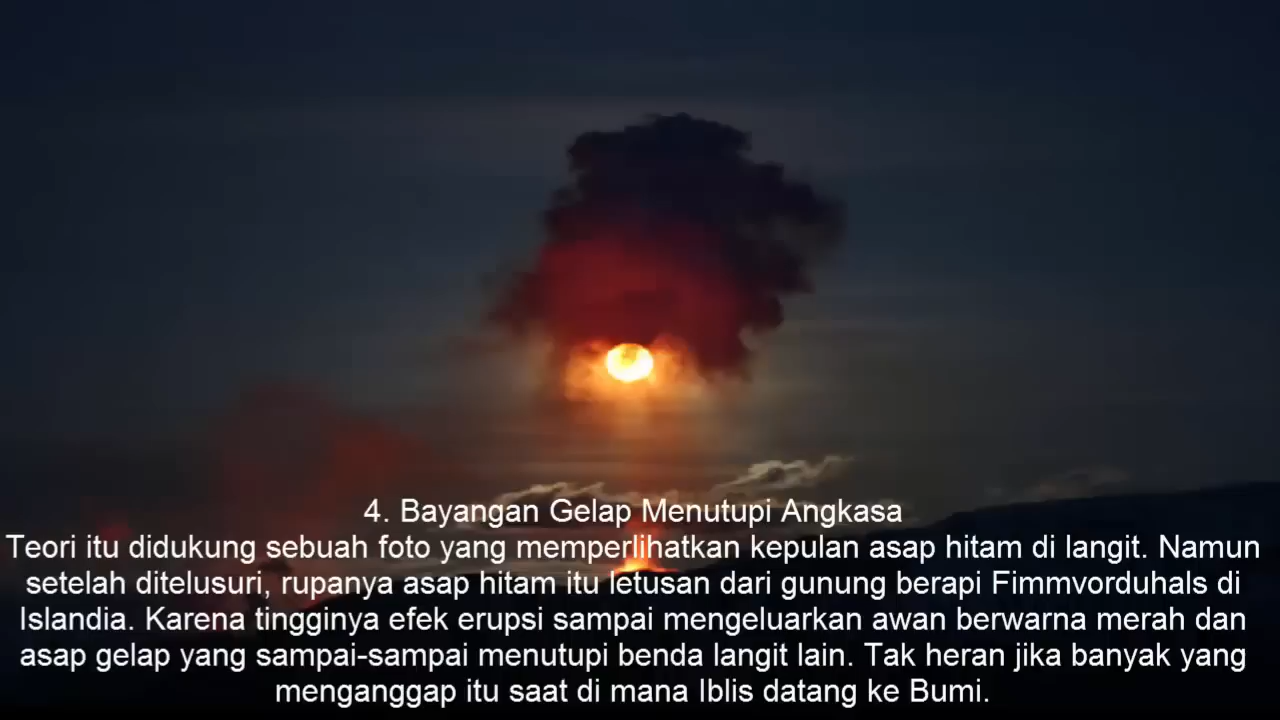 4. Bayangan Gelap Menutupi Angkasa
Teori itu didukung sebuah foto yang memperlihatkan kepulan asap hitam di langit. Namun
setelah ditelusuri, rupanya asap hitam itu letusan dari gunung berapi Fimmvorduhals di
Islandia. Karena tingginya efek erupsi sampai mengeluarkan awan berwarna merah dan
asap gelap yang sampai-sampai menutupi benda langit lain. Tak heran jika banyak yang
menganggap itu saat di mana Iblis datang ke Bumi.